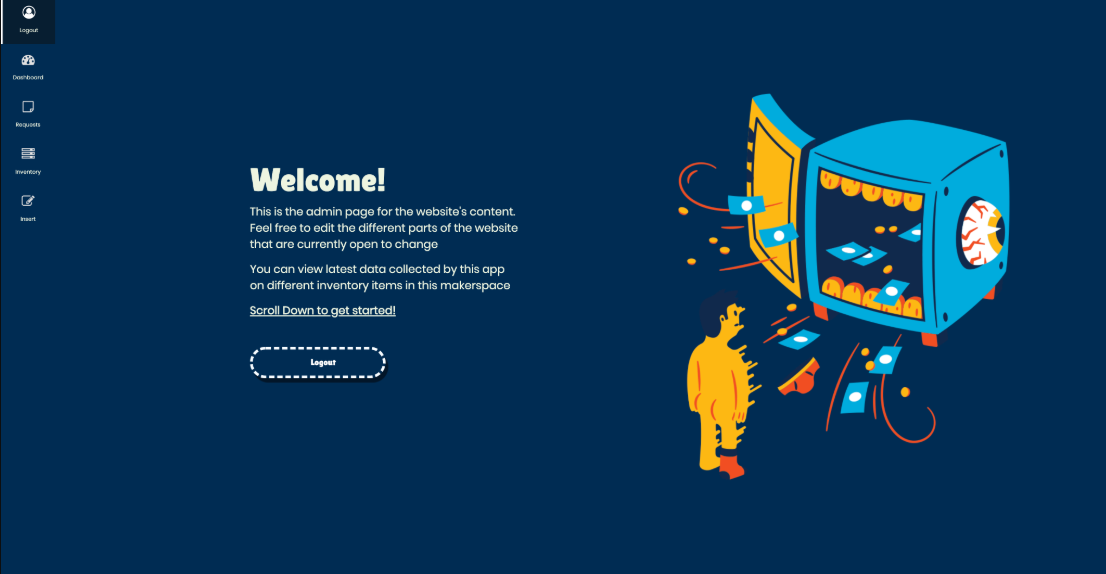 Logout
Dashboard
Requests
Inventory
Insert
Welcome!
This is the admin page for the website's content.
Feel free to edit the different parts of the website
that are currently open to change
You can view latest data collected by this app
on different inventory items in this makerspace
Scroll Down to get started!
Logout